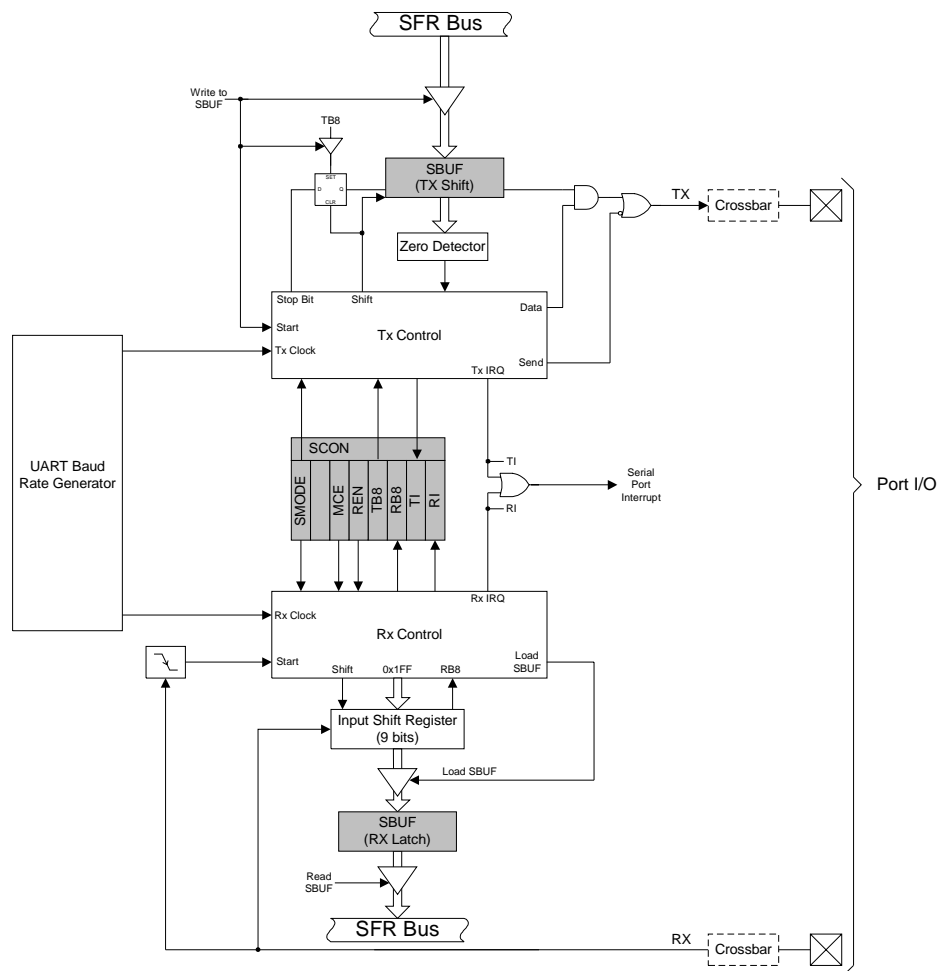 SFR Bus
Write to
SBUF
TB8
SBUF
(TX Shift)
SET
D
Q
CLR
TX
Crossbar
Zero Detector
Stop Bit
Shift
Data
Start
Tx Control
Tx Clock
Send
Tx IRQ
UART Baud
Rate Generator
SCON
SMODE
MCE
REN
TB8
RB8
TI
RI
TI
Serial
Port
Interrupt
RI
Port I/O
Rx IRQ
Rx Clock
Rx Control
Start
Load
SBUF
Shift
0x1FF
RB8
Input Shift Register
(9 bits)
Load SBUF
SBUF
(RX Latch)
Read
SBUF
SFR Bus
RX
Crossbar